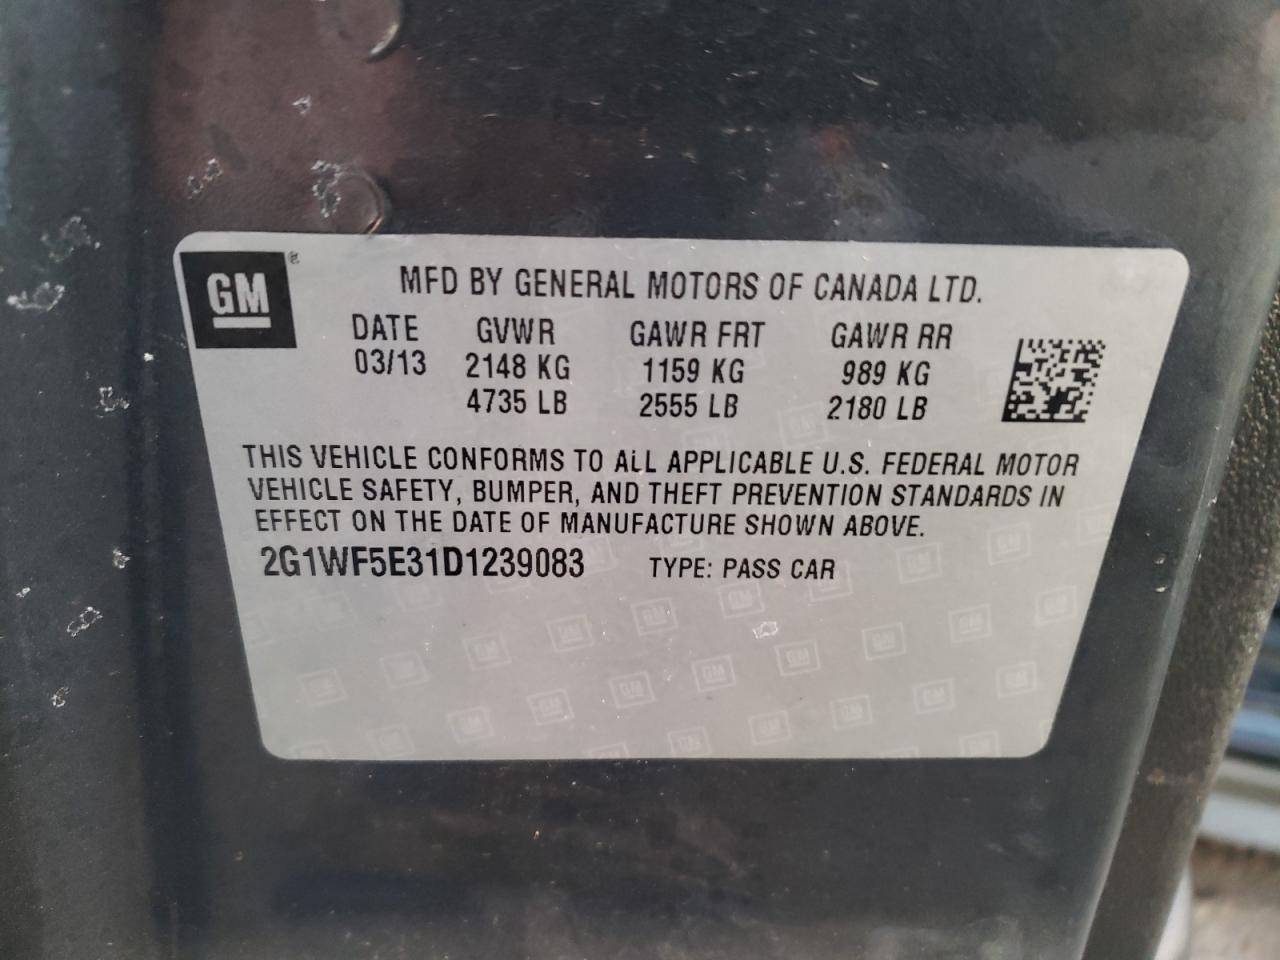 GM®
MFD BY GENERAL MOTORS OF CANADA LTD.
DATE GVWR GAWR FRT GAWR RR
03/13 2148 KG 1159 KG 989 KG
4735 LB 2555 LB 2180 LB
THIS VEHICLE CONFORMS TO ALL APPLICABLE U.S. FEDERAL MOTOR
VEHICLE SAFETY, BUMPER, AND THEFT PREVENTION STANDARDS IN
EFFECT ON THE DATE OF MANUFACTURE SHOWN ABOVE.
2G1WF5E31D1239083 TYPE: PASS CAR